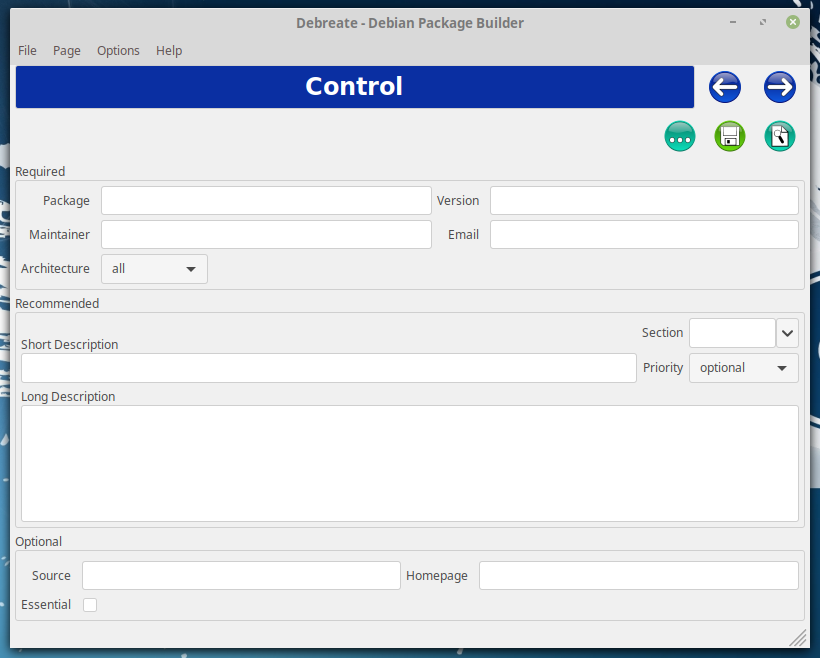 Debreate - Debian Package Builder
File Page Options Help
Control
Required
Package Version
Maintainer Email
Architecture all
Recommended
Section
Short Description
Priority optional
Long Description
Optional
Source Homepage
Essential